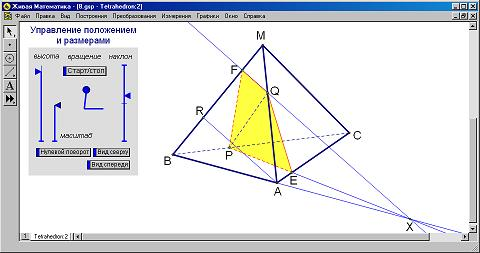 Живая Математика - [8.gsp - Tetrahedron:2]
Файл Правка Вид Построения Преобразования Измерения Графики Окно Справка
Управление положением
и размерами
высота вращение наклон
Старт/стоп
масштаб
Нулевой поворот Вид сверху
Вид спереди
M
F
Q
R
C
P
B
E
A
X
A
1 Tetrahedron:2